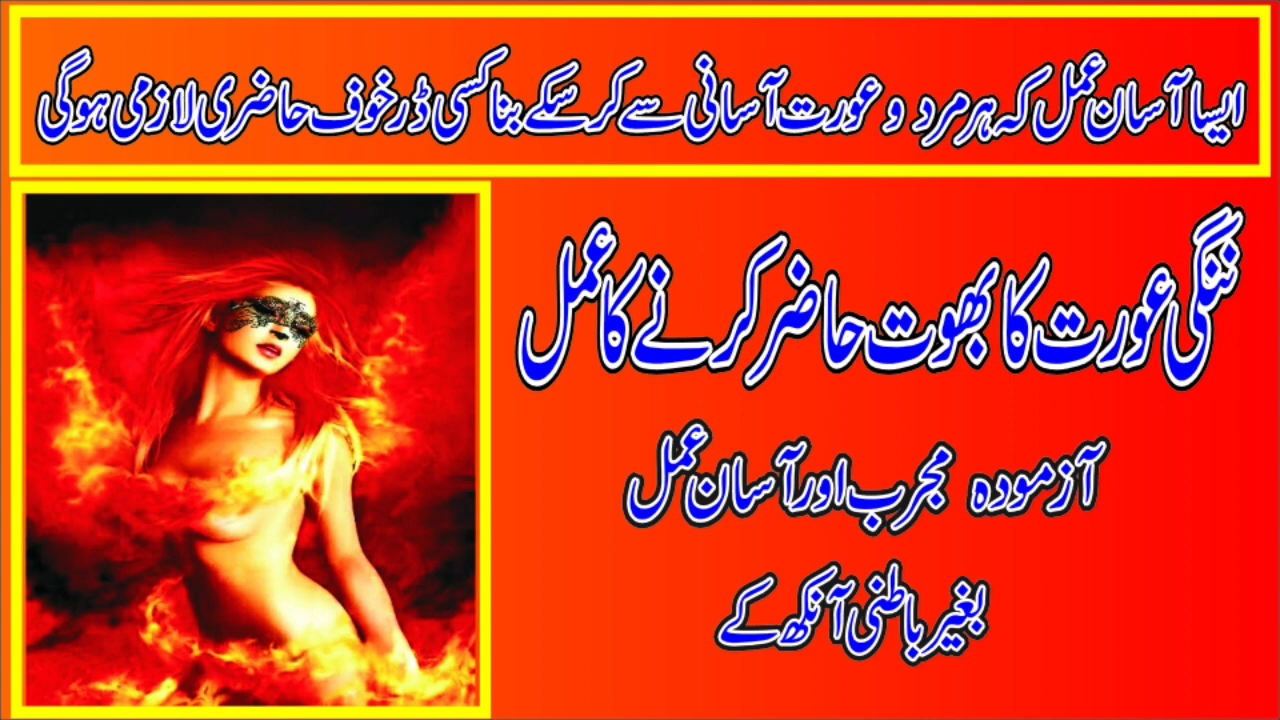 ایسا آسان عمل کہ ہر مرد و عورت آسانی سے کر سکے بنا کسی ڈر خوف حاضری لازمی ہوگی
ننگی عورت کا بھوت حاضر کرنے کا عمل
آزمودہ مجرب اور آسان عمل
بغیر باطنی آنکھ کے